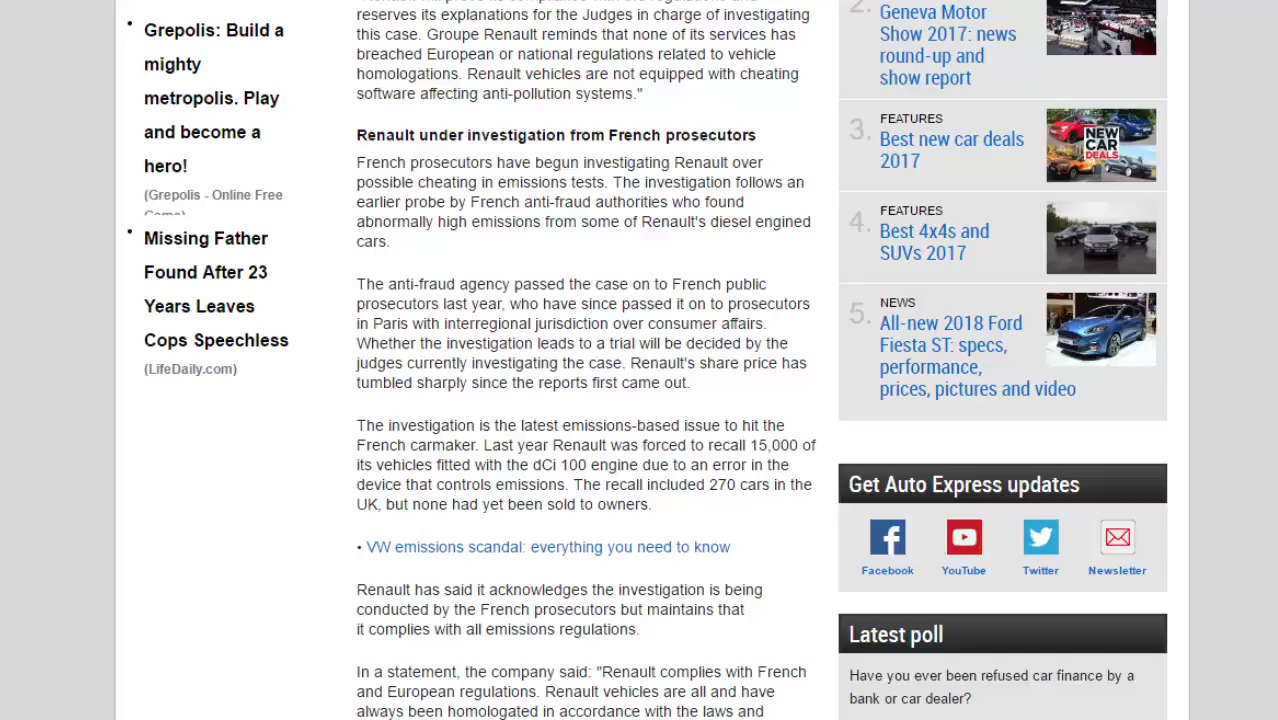 Grepolis: Build a
mighty
metropolis. Play
and become a
hero!
(Grepolis - Online Free
Missing Father
Found After 23
Years Leaves
Cops Speechless
(LifeDaily.com)
reserves its explanations for the Judges in charge of investigating
this case. Groupe Renault reminds that none of its services has
breached European or national regulations related to vehicle
homologations. Renault vehicles are not equipped with cheating
software affecting anti-pollution systems."
Renault under investigation from French prosecutors
French prosecutors have begun investigating Renault over
possible cheating in emissions tests. The investigation follows an
earlier probe by French anti-fraud authorities who found
abnormally high emissions from some of Renault's diesel engined
cars.
The anti-fraud agency passed the case on to French public
prosecutors last year, who have since passed it on to prosecutors
in Paris with interregional jurisdiction over consumer affairs.
Whether the investigation leads to a trial will be decided by the
judges currently investigating the case. Renault's share price has
tumbled sharply since the reports first came out.
The investigation is the latest emissions-based issue to hit the
French carmaker. Last year Renault was forced to recall 15,000 of
its vehicles fitted with the dCi 100 engine due to an error in the
device that controls emissions. The recall included 270 cars in the
UK, but none had yet been sold to owners.
• VW emissions scandal: everything you need to know
Renault has said it acknowledges the investigation is being
conducted by the French prosecutors but maintains that
it complies with all emissions regulations.
In a statement, the company said: "Renault complies with French
and European regulations. Renault vehicles are all and have
always been homologated in accordance with the laws and
2.
Geneva Motor
Show 2017: news
round-up and
show report
3.
FEATURES
Best new car deals
2017
NEW
CAR
DEALS
4.
FEATURES
Best 4x4s and
SUVs 2017
5.
NEWS
All-new 2018 Ford
Fiesta ST: specs,
performance,
prices, pictures and video
Get Auto Express updates
Facebook
YouTube
Twitter
Newsletter
Latest poll
Have you ever been refused car finance by a
bank or car dealer?